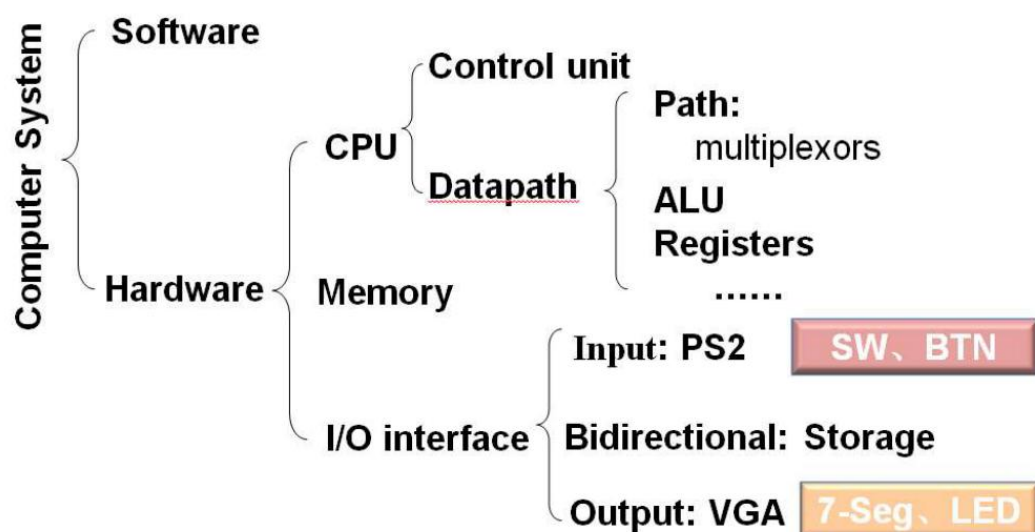 Computer System
Software
Hardware
CPU
Control unit
Datapath
Path:
multiplexors
ALU
Registers
......
Memory
I/O interface
Input: PS2
SW、BTN
Bidirectional: Storage
Output: VGA
7-Seg、LED